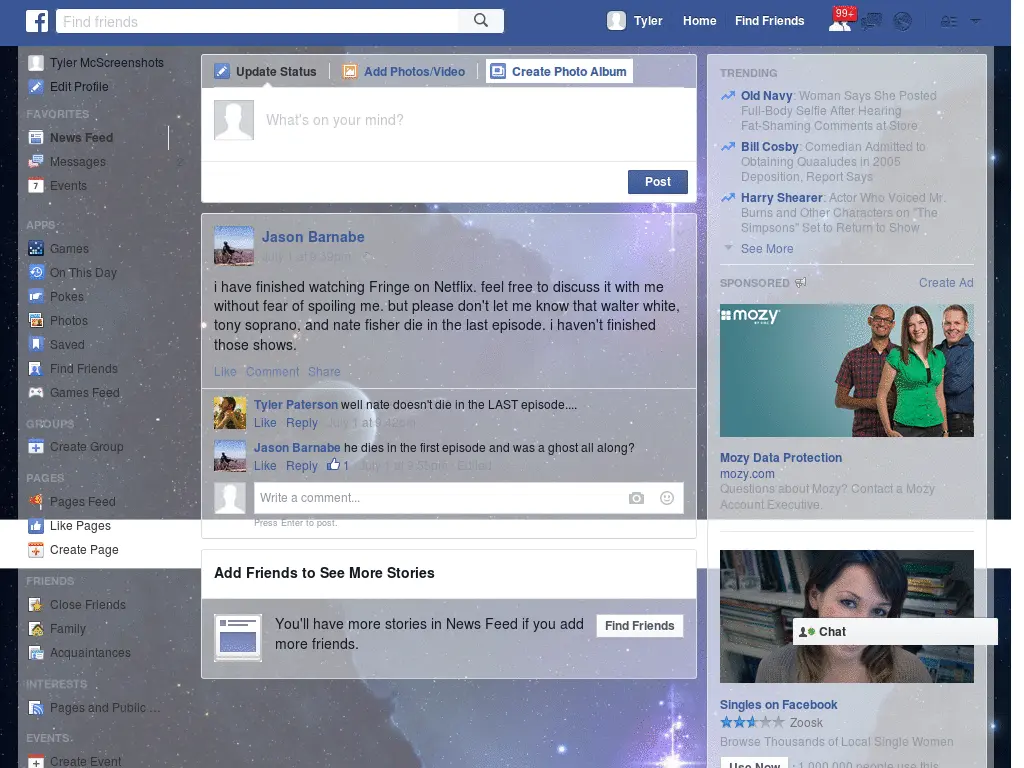 Find friends
Tyler
Home
Find Friends
99+
Tyler McScreenshots
Edit Profile
FAVORITES
News Feed
Messages
2
7
Events
APPS
Games
On This Day
Pokes
Photos
Saved
Find Friends
Games Feed
GROUPS
Create Group
PAGES
Pages Feed
Like Pages
Create Page
FRIENDS
Close Friends
Family
Acquaintances
INTERESTS
Pages and Public ...
EVENTS
Create Event
Update Status
Add Photos/Video
Create Photo Album
What's on your mind?
Post
Jason Barnabe
July 1 at 9:39pm
i have finished watching Fringe on Netflix. feel free to discuss it with me
without fear of spoiling me. but please don't let me know that walter white,
tony soprano, and nate fisher die in the last episode. i haven't finished
those shows.
Like Comment Share
Tyler Paterson well nate doesn't die in the LAST episode....
Like Reply July 1 at 9:42pm
Jason Barnabe he dies in the first episode and was a ghost all along?
Like Reply 1 July 1 at 9:55pm Edited
Write a comment...
Press Enter to post.
Add Friends to See More Stories
You'll have more stories in News Feed if you add
more friends.
Find Friends
TRENDING
Old Navy: Woman Says She Posted
Full-Body Selfie After Hearing
Fat-Shaming Comments at Store
Bill Cosby: Comedian Admitted to
Obtaining Quaaludes in 2005
Deposition, Report Says
Harry Shearer: Actor Who Voiced Mr.
Burns and Other Characters on "The
Simpsons" Set to Return to Show
See More
SPONSORED
Create Ad
mozy
Mozy Data Protection
mozy.com
Questions about Mozy? Contact a Mozy
Account Executive.
Chat
Singles on Facebook
Zoosk
Browse Thousands of Local Single Women
Use Now · 1,000,000 people use this